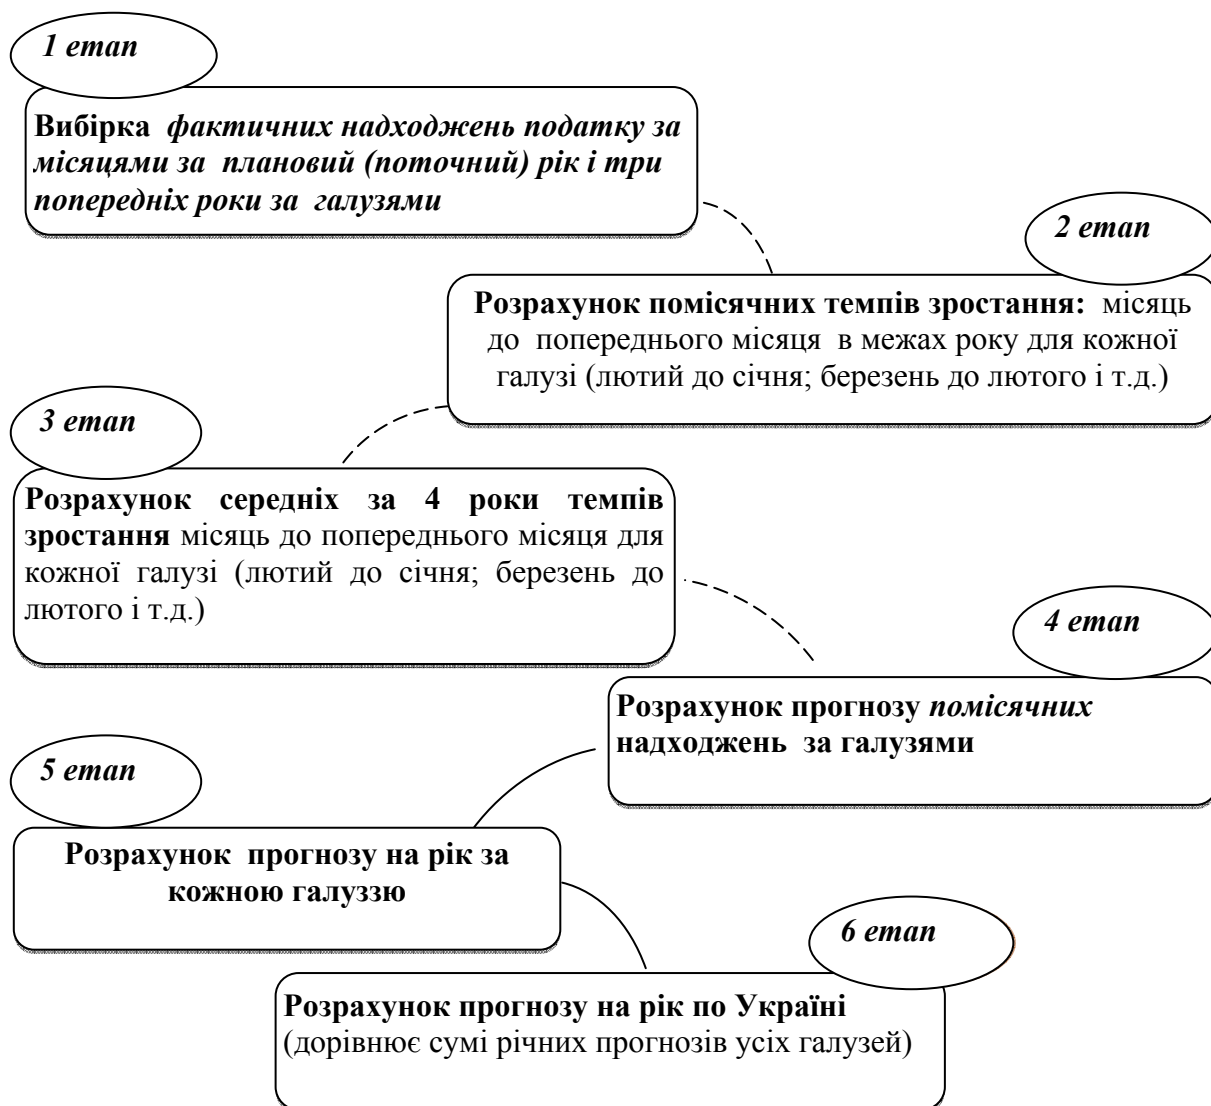 1 етап
Вибірка фактичних надходжень податку за
місяцями за плановий (поточний) рік і три
попередніх роки за галузями
2 етап
Розрахунок помісячних темпів зростання: місяць
до попереднього місяця в межах року для кожної
галузі (лютий до січня; березень до лютого і т.д.)
3 етап
Розрахунок середніх за 4 роки темпів
зростання місяць до попереднього місяця для
кожної галузі (лютий до січня; березень до
лютого і т.д.)
4 етап
Розрахунок прогнозу помісячних
надходжень за галузями
5 етап
Розрахунок прогнозу на рік за
кожною галуззю
6 етап
Розрахунок прогнозу на рік по Україні
(дорівнює сумі річних прогнозів усіх галузей)